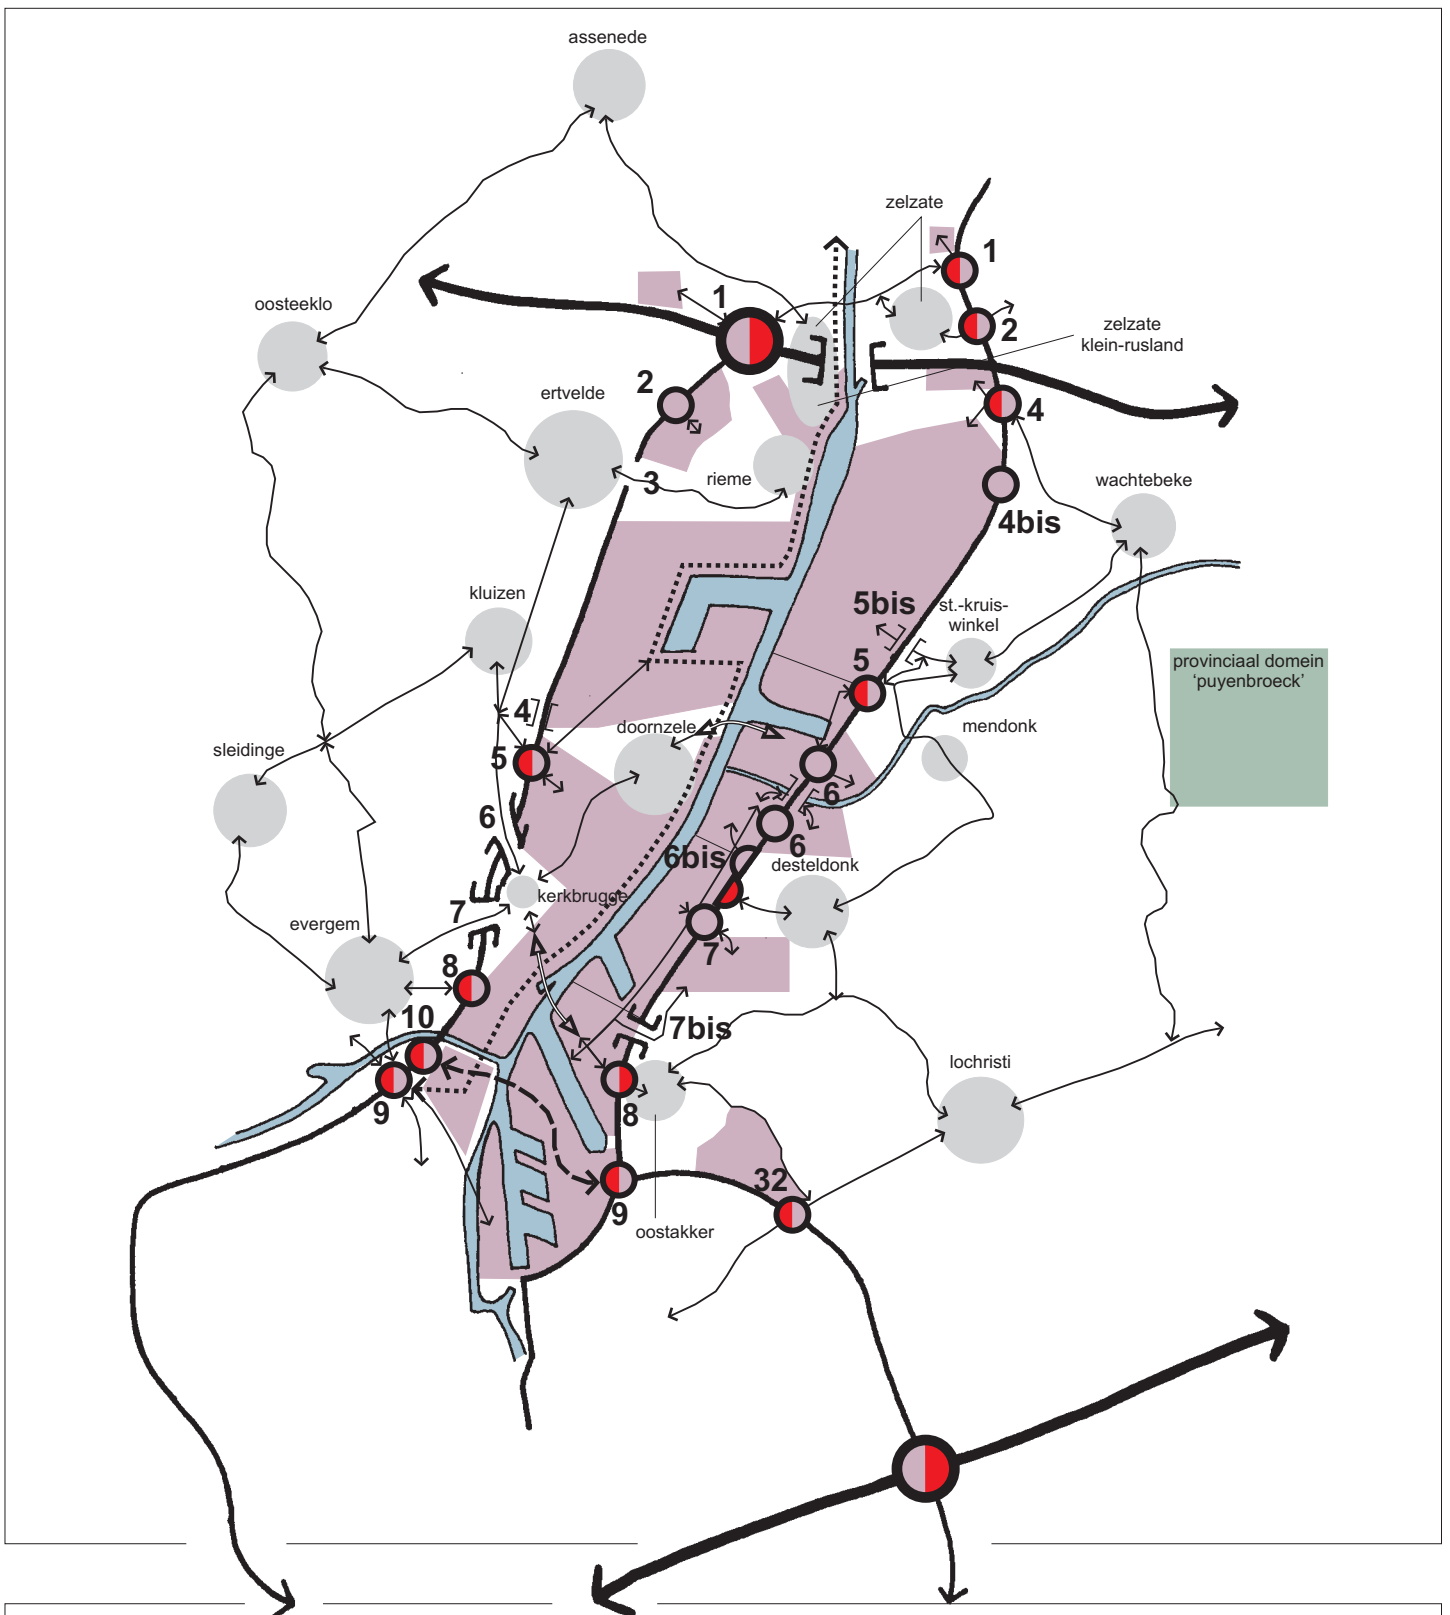 assenede
zelzate
1
oosteeklo
1
2
zelzate
klein-rusland
2
ertvelde
4
3
rieme
wachtebeke
4bis
kluizen
5bis
st.-kruis-
winkel
5
provinciaal domein
'puyenbroeck'
4
doornzele
mendonk
sleidinge
5
6
6
6
6bis
desteldonk
kerkbrugge
7
evergem
7
8
10
7bis
lochristi
9
8
32
9
oostakker